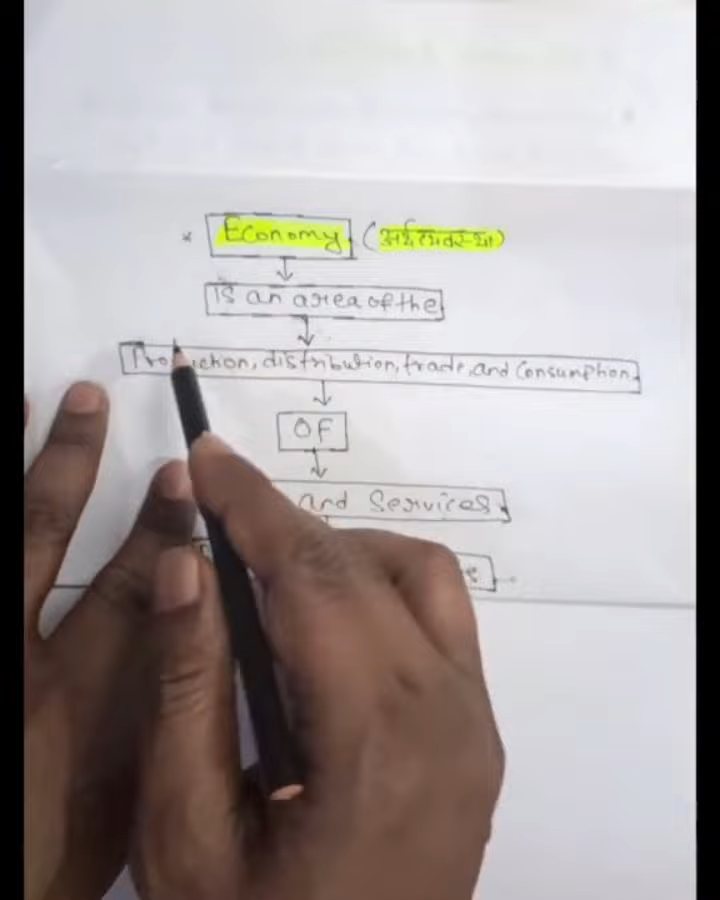 * Economy (अर्थव्यवस्था)
is an area of the
distribution, trade, and Consumption
OF
and Services